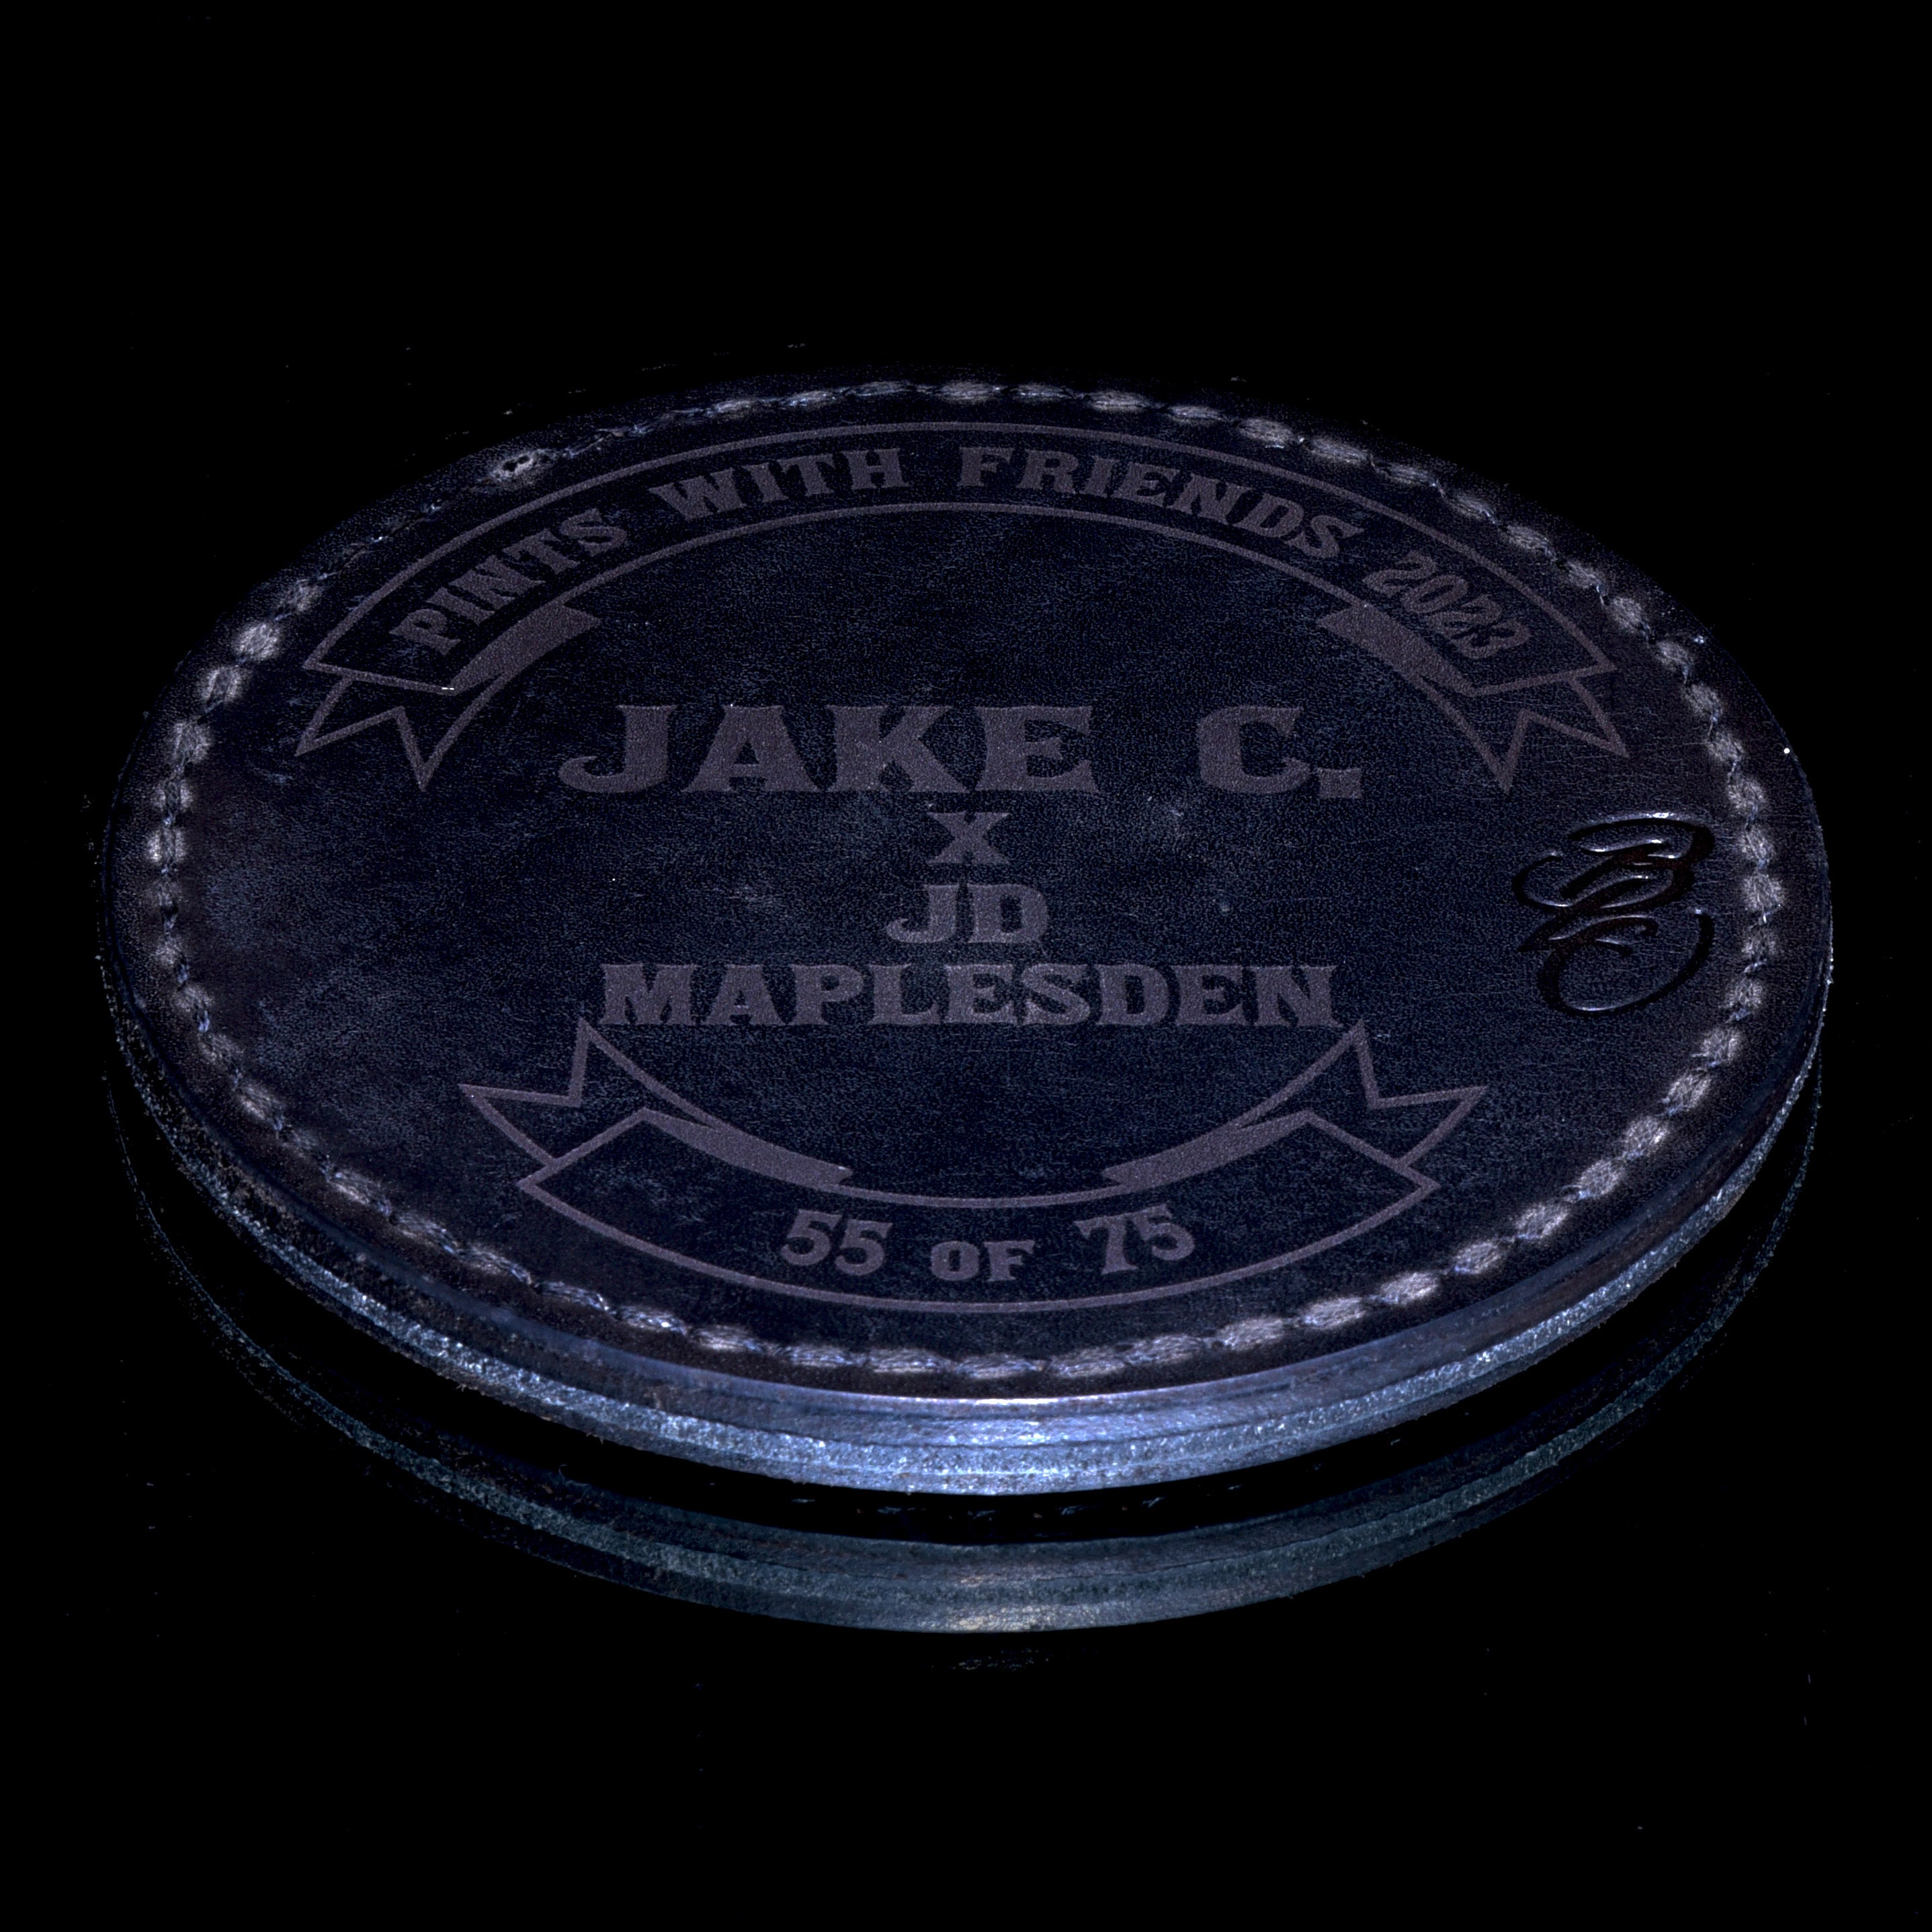 PINTS WITH FRIENDS 2023
JAKE C.
X
JD
MAPLESDEN
55 OF 75